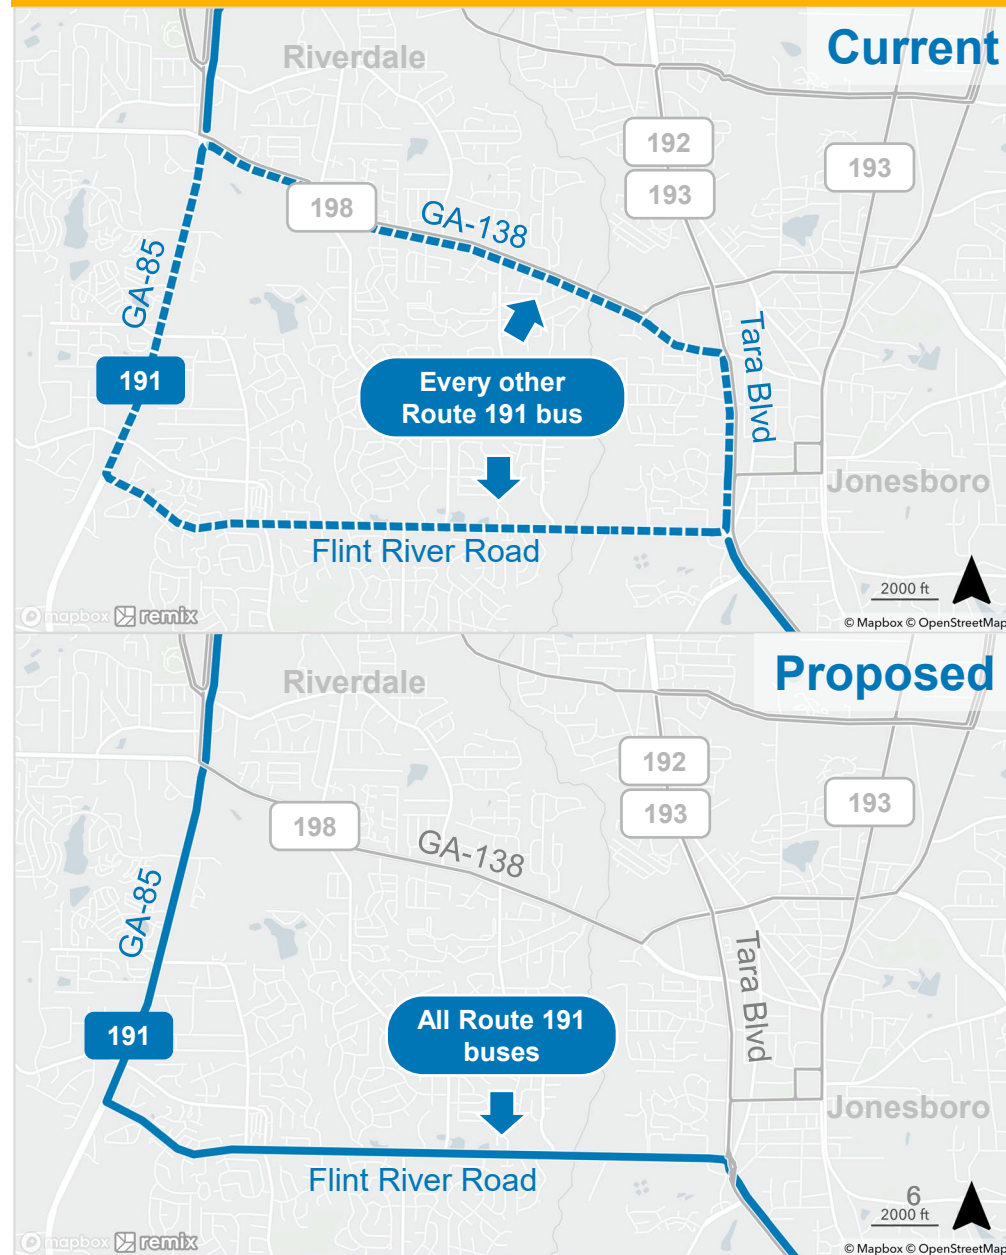 Current
Riverdale
192
193
193
198
GA-138
GA-85
Tara Blvd
191
Every other
Route 191 bus
Jonesboro
Flint River Road
2000 ft
mapbox remix
© Mapbox © OpenStreetMap
Proposed
Riverdale
192
193
193
198
GA-138
GA-85
Tara Blvd
191
All Route 191
buses
Jonesboro
Flint River Road
6
2000 ft
mapbox remix
© Mapbox © OpenStreetMap